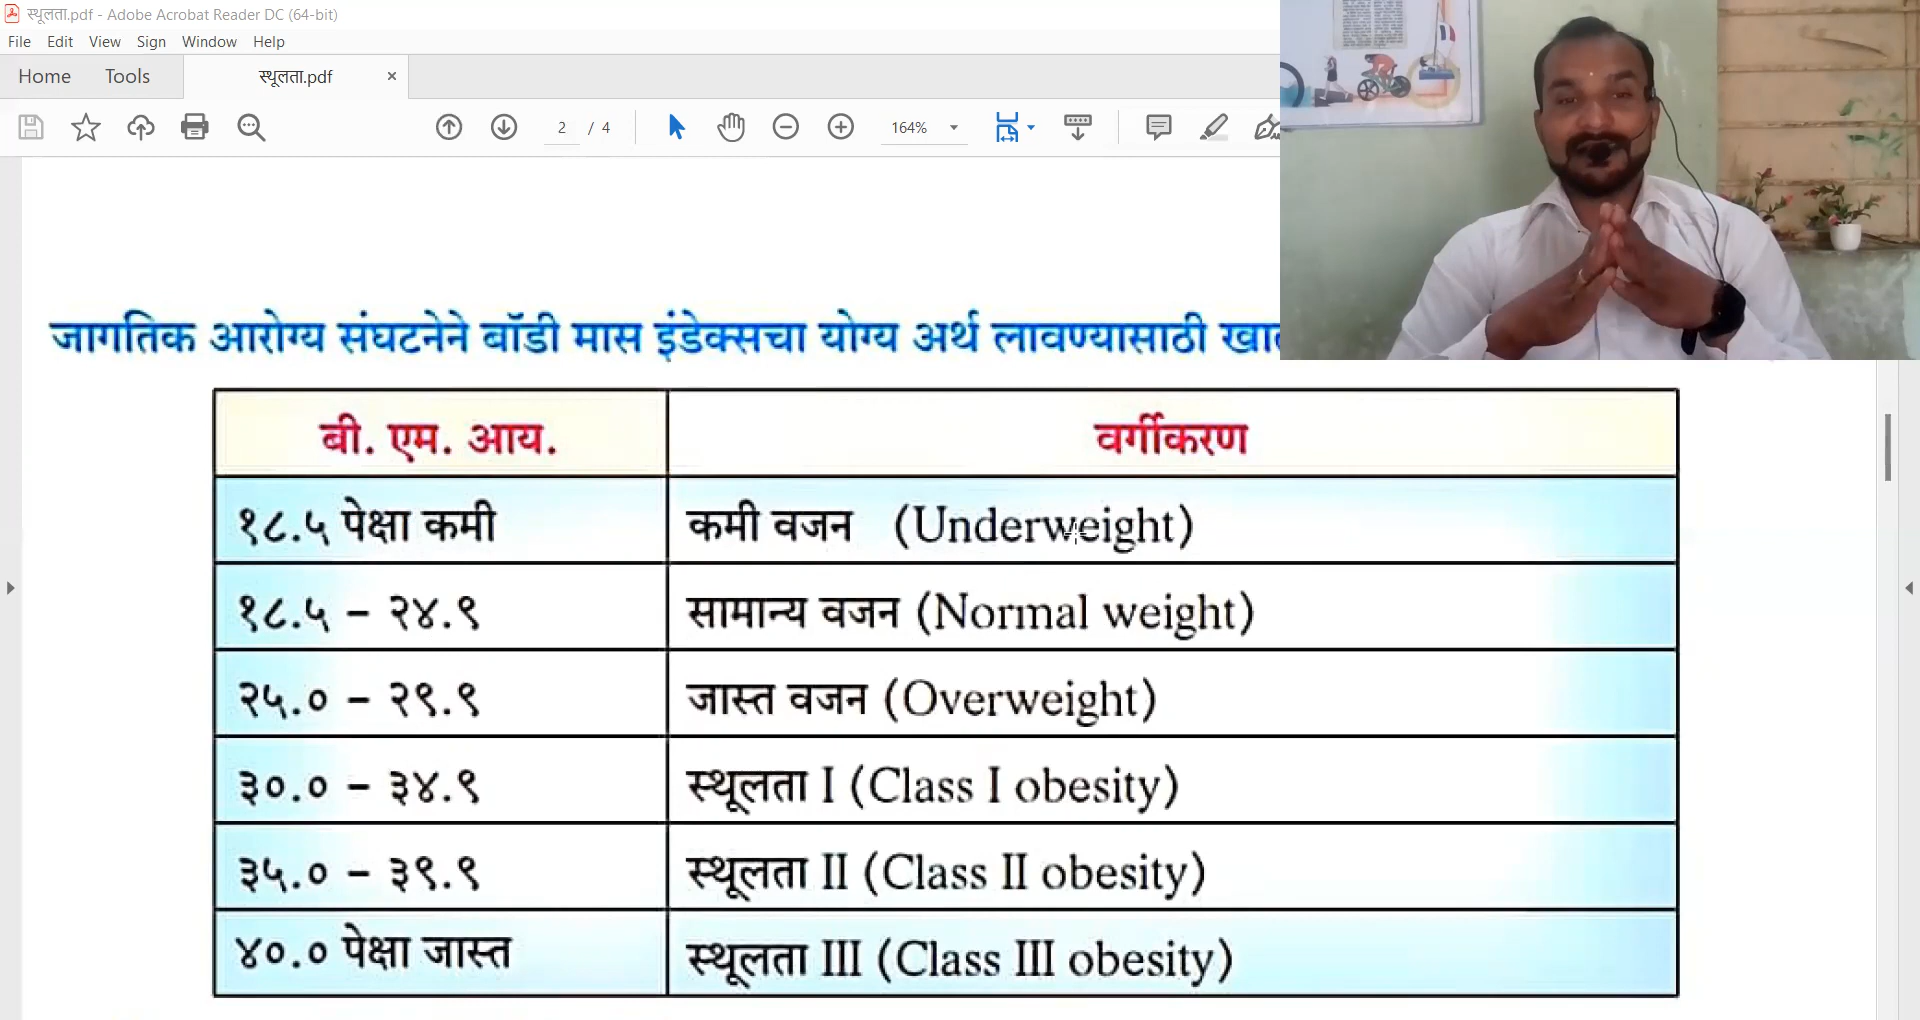 स्थूलता.pdf - Adobe Acrobat Reader DC (64-bit)
File Edit View Sign Window Help
Home Tools स्थूलता.pdf ×
2 / 4 164%
जागतिक आरोग्य संघटनेने बॉडी मास इंडेक्सचा योग्य अर्थ लावण्यासाठी
बी. एम. आय. वर्गीकरण
१८.५ पेक्षा कमी कमी वजन (Underweight)
१८.५ – २४.९ सामान्य वजन (Normal weight)
२५.० – २९.९ जास्त वजन (Overweight)
३०.० – ३४.९ स्थूलता I (Class I obesity)
३५.० – ३९.९ स्थूलता II (Class II obesity)
४०.० पेक्षा जास्त स्थूलता III (Class III obesity)